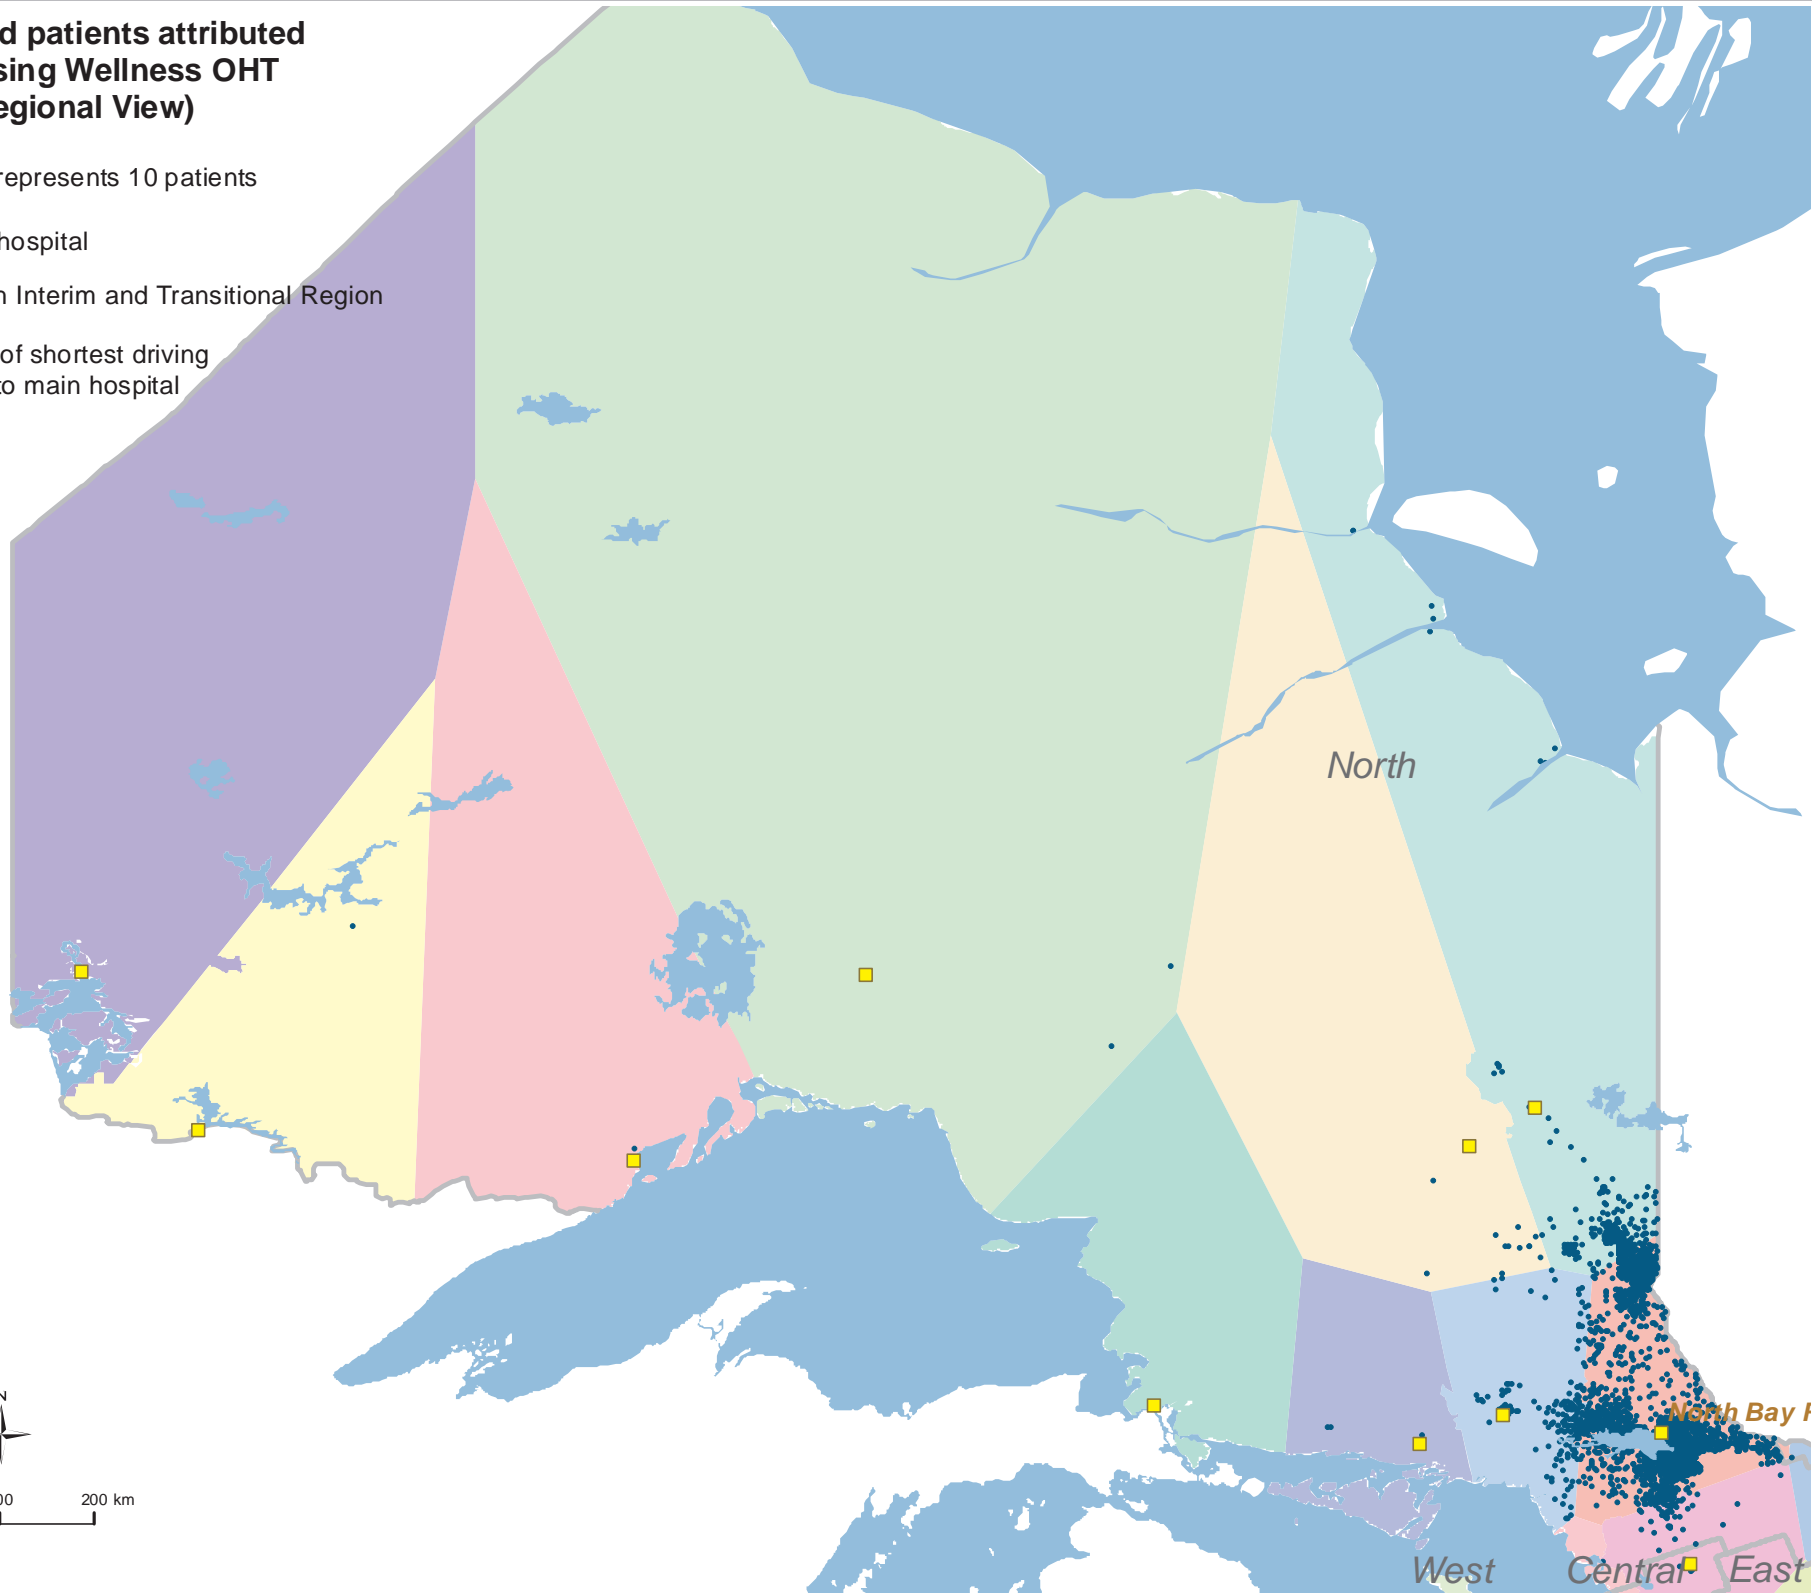 d patients attributed
sing Wellness OHT
egional View)
represents 10 patients
hospital
n Interim and Transitional Region
of shortest driving
to main hospital
North
N
00 200 km
North Bay R
West Central East